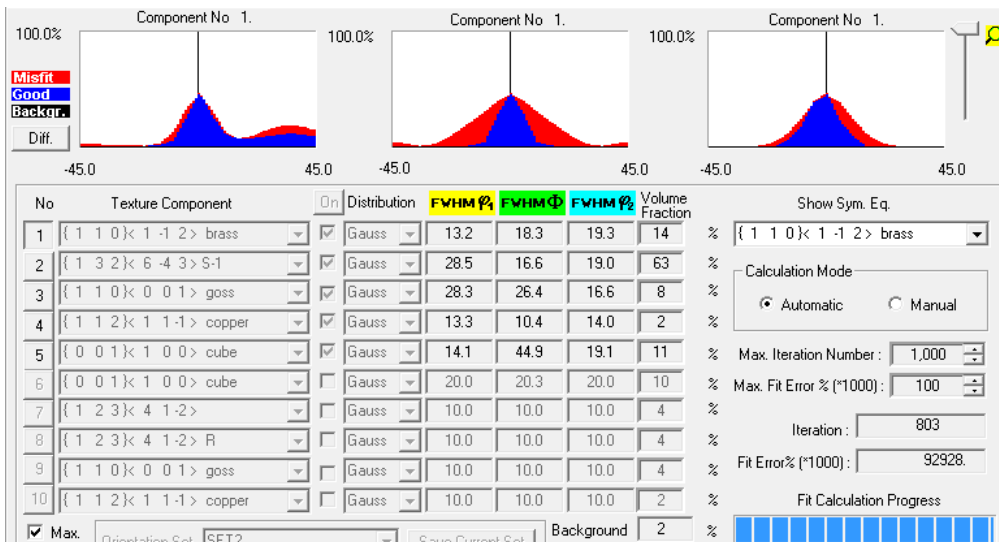 Component No 1. Component No 1. Component No 1.
100.0% 100.0% 100.0%
Misfit
Good
Backgr.
Diff.
-45.0 45.0 -45.0 45.0 -45.0 45.0
No Texture Component On Distribution FWHM φ1 FWHM Φ FWHM φ2 Volume Fraction Show Sym. Eq.
1 { 1 1 0}< 1 -1 2> brass Gauss 13.2 18.3 19.3 14 % { 1 1 0}< 1 -1 2> brass
2 { 1 3 2}< 6 -4 3> S-1 Gauss 28.5 16.6 19.0 63 % Calculation Mode
3 { 1 1 0}< 0 0 1> goss Gauss 28.3 26.4 16.6 8 % Automatic Manual
4 { 1 1 2}< 1 1 -1> copper Gauss 13.3 10.4 14.0 2 %
5 { 0 0 1}< 1 0 0> cube Gauss 14.1 44.9 19.1 11 % Max. Iteration Number : 1,000
6 { 0 0 1}< 1 0 0> cube Gauss 20.0 20.3 20.0 10 % Max. Fit Error % (*1000) : 100
7 { 1 2 3}< 4 1 -2> Gauss 10.0 10.0 10.0 4 %
8 { 1 2 3}< 4 1 -2> R Gauss 10.0 10.0 10.0 4 % Iteration : 803
9 { 1 1 0}< 0 0 1> goss Gauss 10.0 10.0 10.0 4 % Fit Error% (*1000) : 92928.
10 { 1 1 2}< 1 1 -1> copper Gauss 10.0 10.0 10.0 2 % Fit Calculation Progress
Max. Orientation Set SET2 Save Current Set Background 2 %